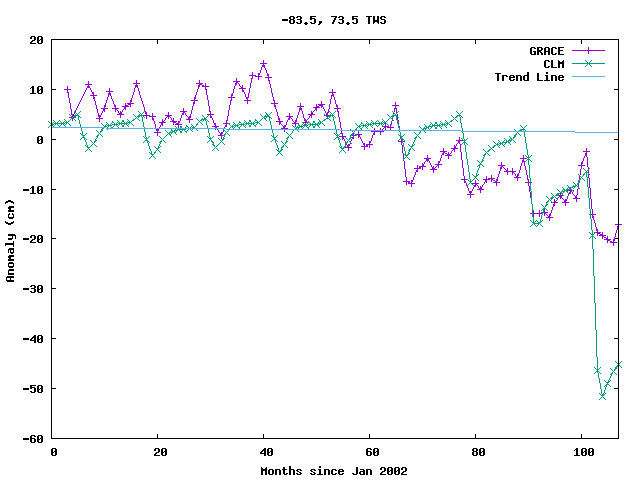 -83.5, 73.5 TWS
GRACE
CLM
Trend Line
20
10
0
-10
-20
-30
-40
-50
-60
Anomaly (cm)
0 20 40 60 80 100
Months since Jan 2002